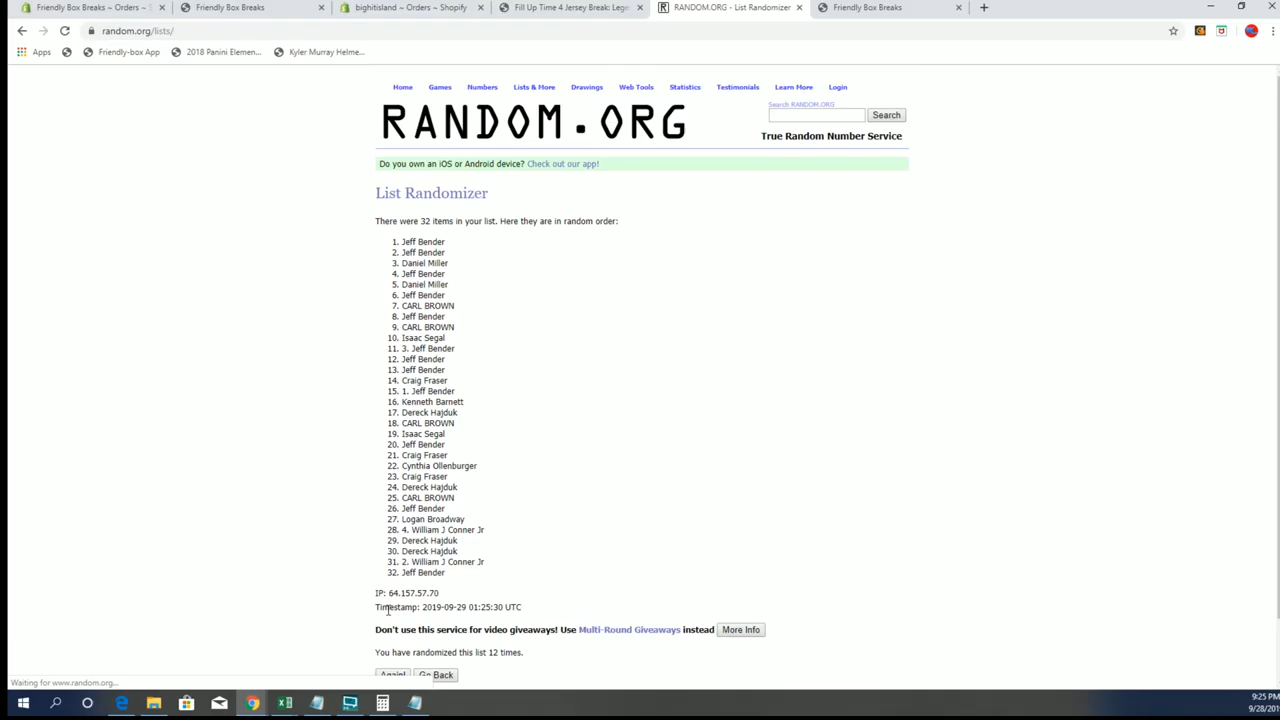 Friendly Box Breaks ~ Orders ~ S
Friendly Box Breaks
bighitisland ~ Orders ~ Shopify
Fill Up Time 4 Jersey Break: Lege
RANDOM.ORG - List Randomizer
Friendly Box Breaks
random.org/lists/
Apps
Friendly-box App
2018 Panini Elemen...
Kyler Murray Helme...
Home Games Numbers Lists & More Drawings Web Tools Statistics Testimonials Learn More Login
RANDOM.ORG
Search RANDOM.ORG
Search
True Random Number Service
Do you own an iOS or Android device? Check out our app!
List Randomizer
There were 32 items in your list. Here they are in random order:
1. Jeff Bender
2. Jeff Bender
3. Daniel Miller
4. Jeff Bender
5. Daniel Miller
6. Jeff Bender
7. CARL BROWN
8. Jeff Bender
9. CARL BROWN
10. Isaac Segal
11. 3. Jeff Bender
12. Jeff Bender
13. Jeff Bender
14. Craig Fraser
15. 1. Jeff Bender
16. Kenneth Barnett
17. Dereck Hajduk
18. CARL BROWN
19. Isaac Segal
20. Jeff Bender
21. Craig Fraser
22. Cynthia Ollenburger
23. Craig Fraser
24. Dereck Hajduk
25. CARL BROWN
26. Jeff Bender
27. Logan Broadway
28. 4. William J Conner Jr
29. Dereck Hajduk
30. Dereck Hajduk
31. 2. William J Conner Jr
32. Jeff Bender
IP: 64.157.57.70
Timestamp: 2019-09-29 01:25:30 UTC
Don't use this service for video giveaways! Use Multi-Round Giveaways instead More Info
You have randomized this list 12 times.
Again! Go Back
Waiting for www.random.org...
9:25 PM
9/28/201